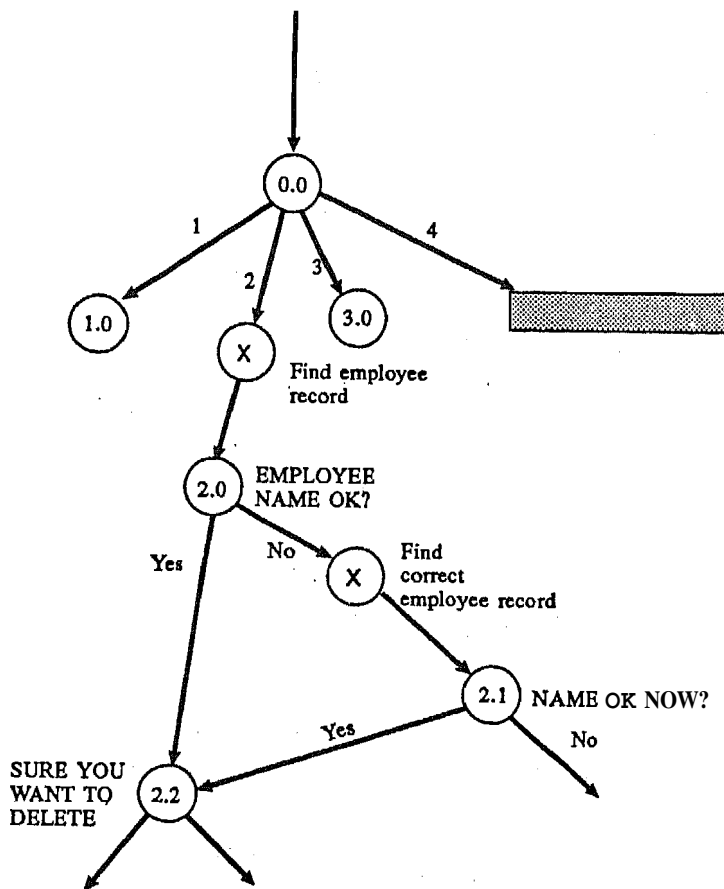 0.0
1
2
3
4
1.0
3.0
X
Find employee
record
2.0
EMPLOYEE
NAME OK?
Yes
No
X
Find
correct
employee record
2.1
NAME OK NOW?
Yes
No
SURE YOU
WANT TO
DELETE
2.2